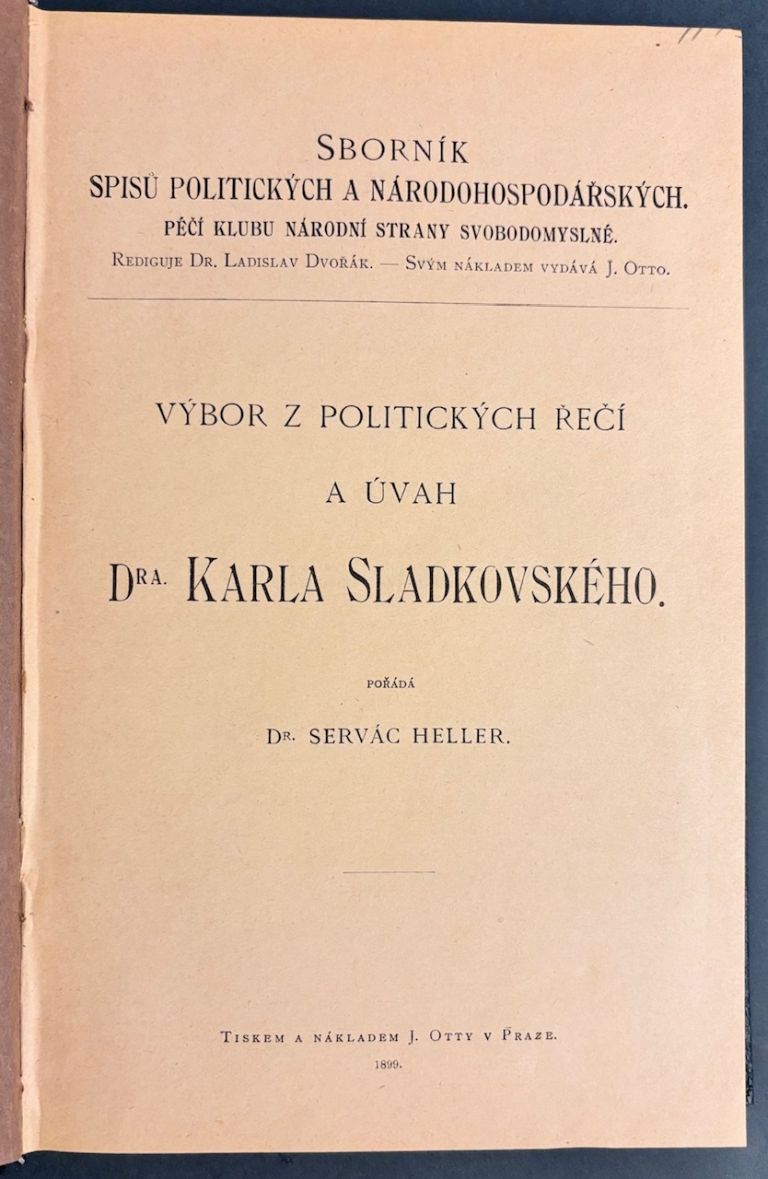 Sborník
spisů politických a národohospodářských.
péčí klubu národní strany svobodomyslné.
Rediguje Dr. Ladislav Dvořák. — Svým nákladem vydává J. Otto.
VÝBOR Z POLITICKÝCH ŘEČÍ
A ÚVAH
Dra. Karla Sladkovského.
POŘÁDÁ
Dr. SERVÁC HELLER.
Tiskem a nákladem J. Otty v Praze.
1899.